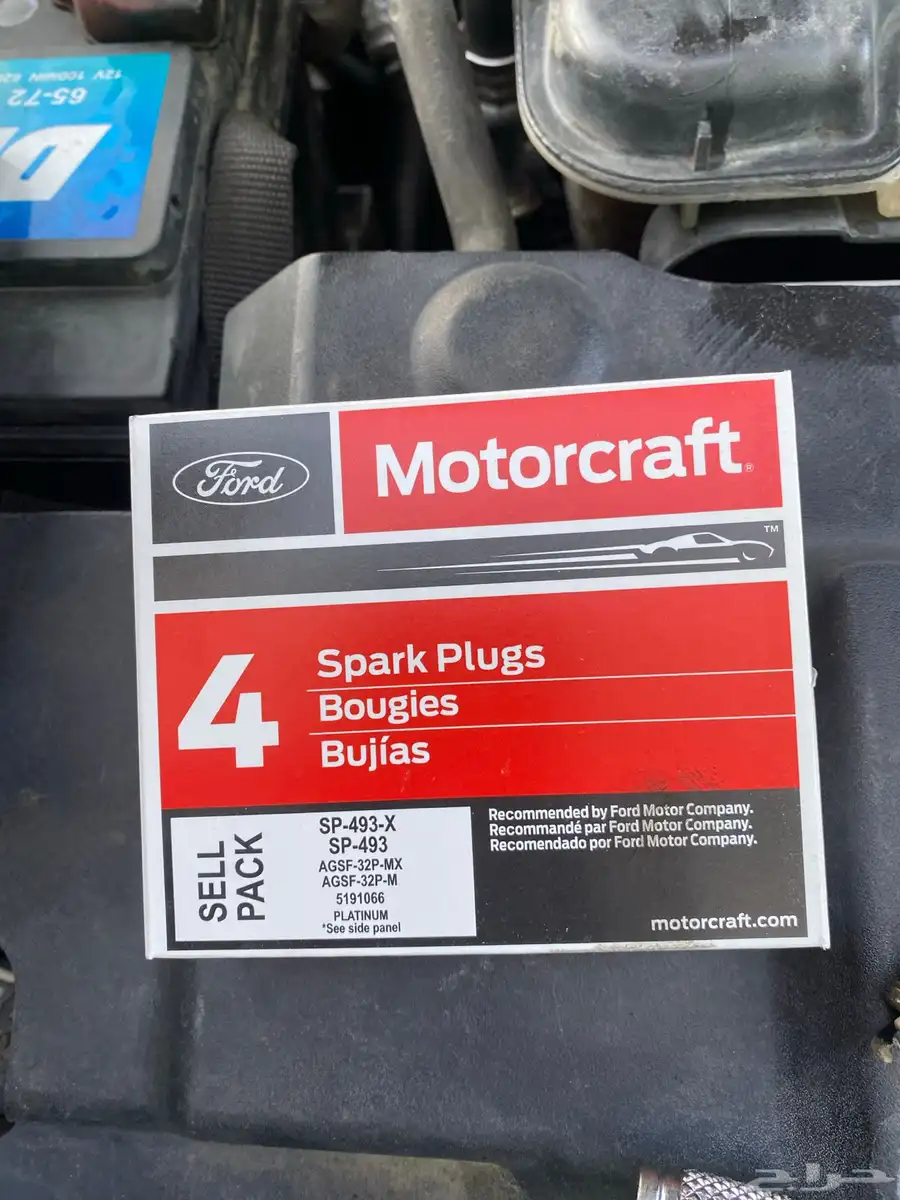 12V 100MIN
65-72
Ford
Motorcraft®
TM
4
Spark Plugs
Bougies
Bujías
SELL
PACK
SP-493-X
SP-493
AGSF-32P-MX
AGSF-32P-M
5191066
PLATINUM
*See side panel
Recommended by Ford Motor Company.
Recommandé par Ford Motor Company.
Recomendado por Ford Motor Company.
motorcraft.com
حراج